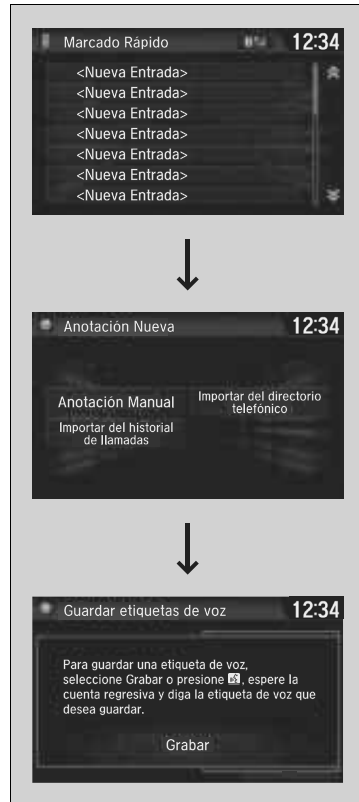 Marcado Rápido 12:34
<Nueva Entrada>
<Nueva Entrada>
<Nueva Entrada>
<Nueva Entrada>
<Nueva Entrada>
<Nueva Entrada>
<Nueva Entrada>
Anotación Nueva 12:34
Anotación Manual
Importar del directorio
telefónico
Importar del historial
de llamadas
Guardar etiquetas de voz 12:34
Para guardar una etiqueta de voz,
seleccione Grabar o presione , espere la
cuenta regresiva y diga la etiqueta de voz que
desea guardar.
Grabar